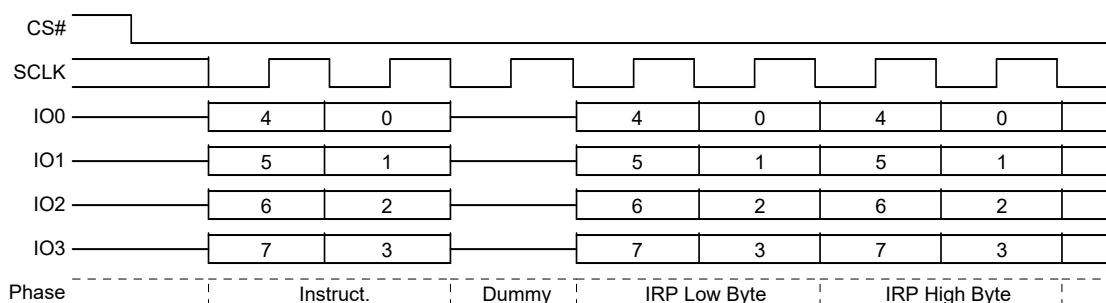 CS#
SCLK
IO0 4 0 4 0 4 0
IO1 5 1 5 1 5 1
IO2 6 2 6 2 6 2
IO3 7 3 7 3 7 3
Phase Instruct. Dummy IRP Low Byte IRP High Byte